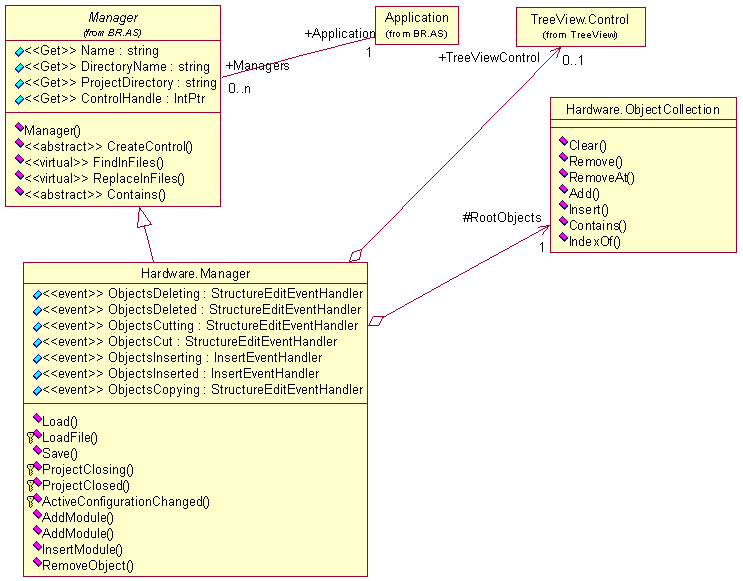 Manager
(from BR.AS)
<<Get>> Name : string
<<Get>> DirectoryName : string
<<Get>> ProjectDirectory : string
<<Get>> ControlHandle : IntPtr
Manager()
<<abstract>> CreateControl()
<<virtual>> FindInFiles()
<<virtual>> ReplaceInFiles()
<<abstract>> Contains()
Application
(from BR.AS)
+Application
1
+Managers
0..n
TreeView.Control
(from TreeView)
+TreeViewControl
0..1
Hardware.ObjectCollection
Clear()
Remove()
RemoveAt()
Add()
Insert()
Contains()
IndexOf()
#RootObjects
1
Hardware.Manager
<<event>> ObjectsDeleting : StructureEditEventHandler
<<event>> ObjectsDeleted : StructureEditEventHandler
<<event>> ObjectsCutting : StructureEditEventHandler
<<event>> ObjectsCut : StructureEditEventHandler
<<event>> ObjectsInserting : InsertEventHandler
<<event>> ObjectsInserted : InsertEventHandler
<<event>> ObjectsCopying : StructureEditEventHandler
Load()
LoadFile()
Save()
ProjectClosing()
ProjectClosed()
ActiveConfigurationChanged()
AddModule()
AddModule()
InsertModule()
RemoveObject()